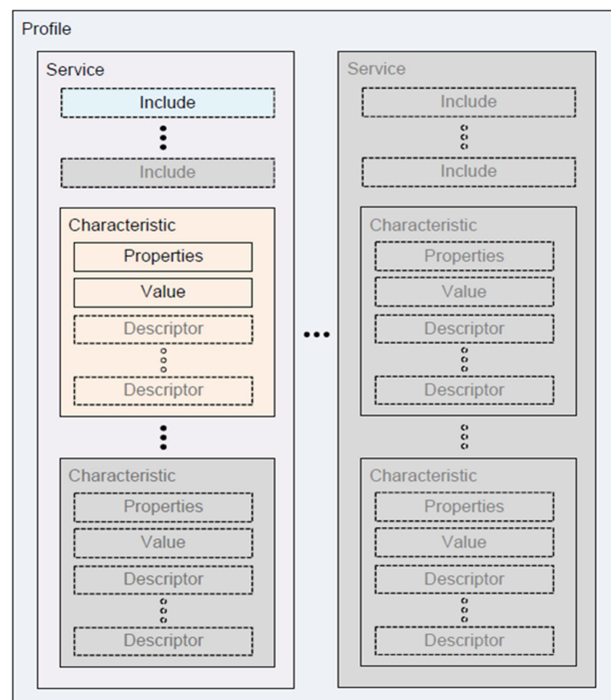 Profile
Service
Include
Include
Characteristic
Properties
Value
Descriptor
Descriptor
Characteristic
Properties
Value
Descriptor
Descriptor
Service
Include
Include
Characteristic
Properties
Value
Descriptor
Descriptor
Characteristic
Properties
Value
Descriptor
Descriptor